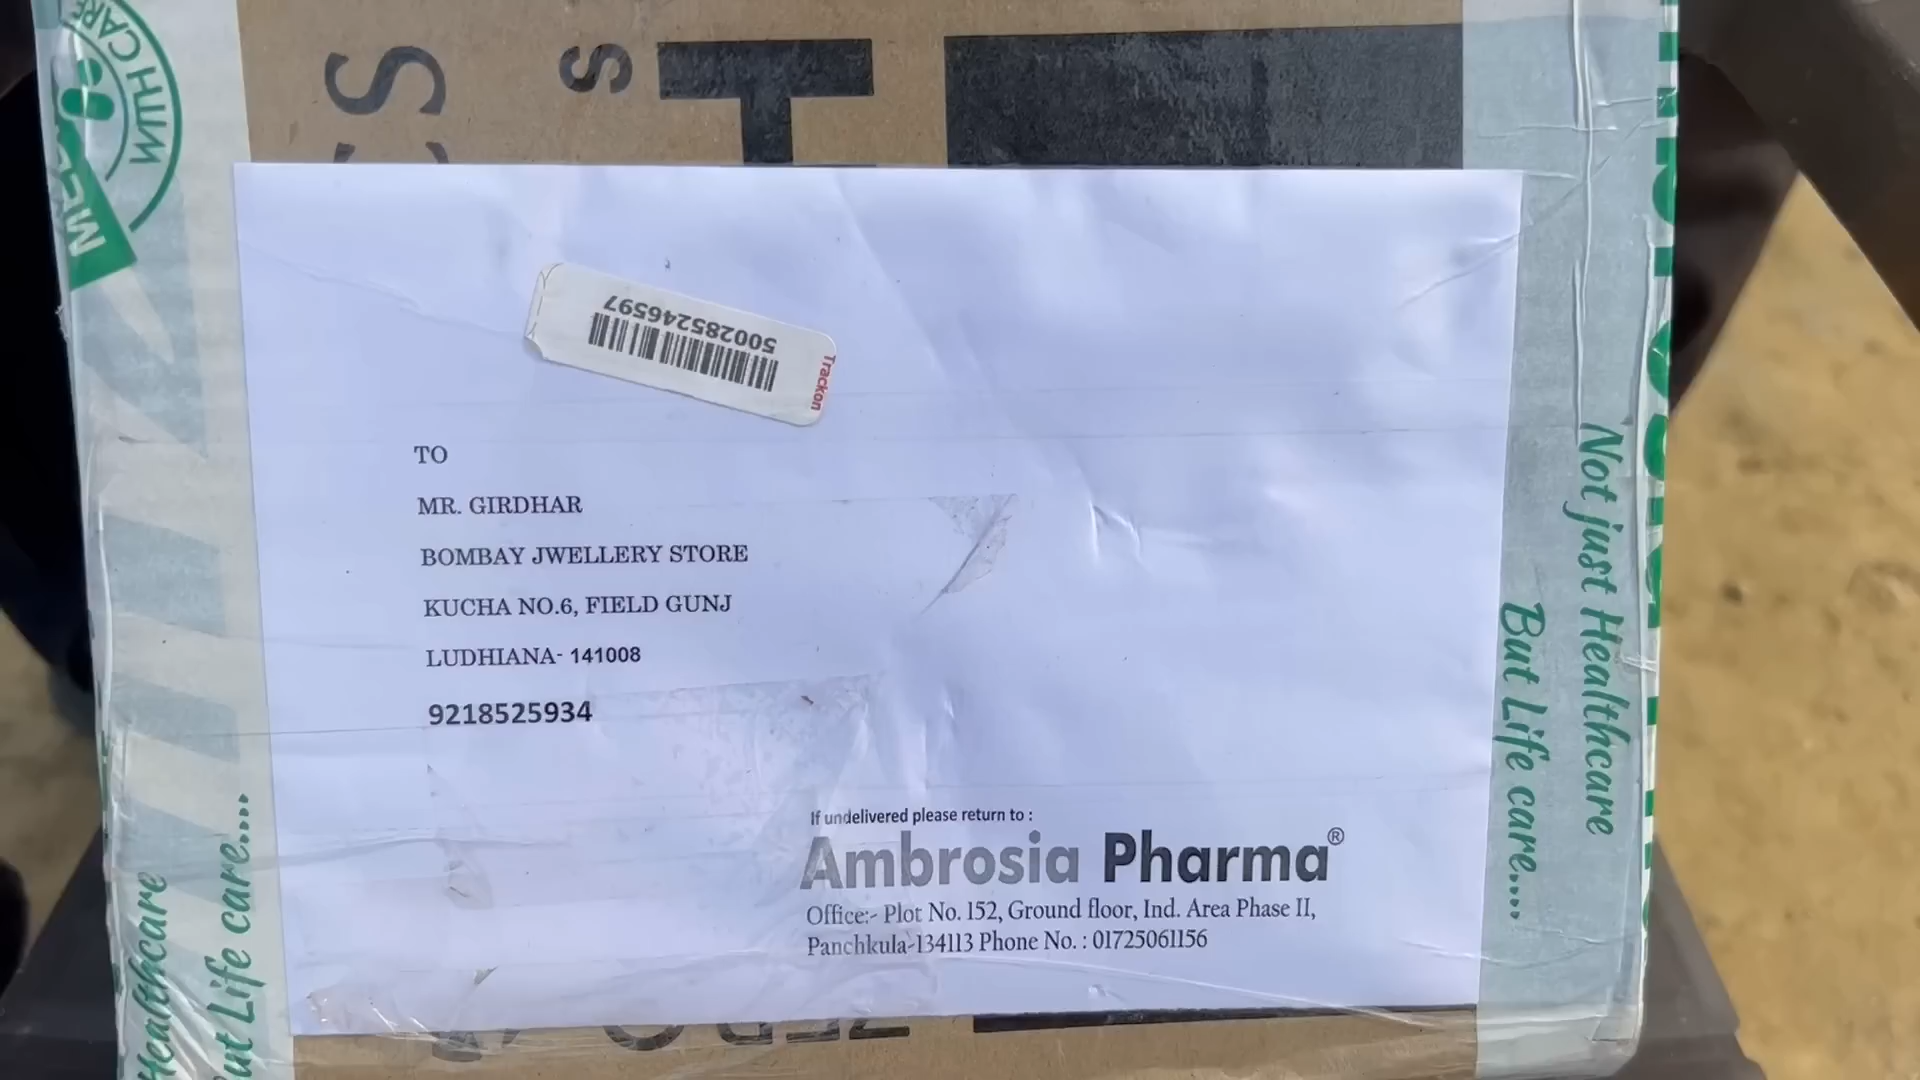 WITH CARE
S
S
T
500285246597
Trackon
TO
MR. GIRDHAR
BOMBAY JWELLERY STORE
KUCHA NO.6, FIELD GUNJ
LUDHIANA- 141008
9218525934
If undelivered please return to :
Ambrosia Pharma®
Office:- Plot No. 152, Ground floor, Ind. Area Phase II,
Panchkula-134113 Phone No. : 01725061156
Not just Healthcare
But Life care....
Healthcare
But Life care....